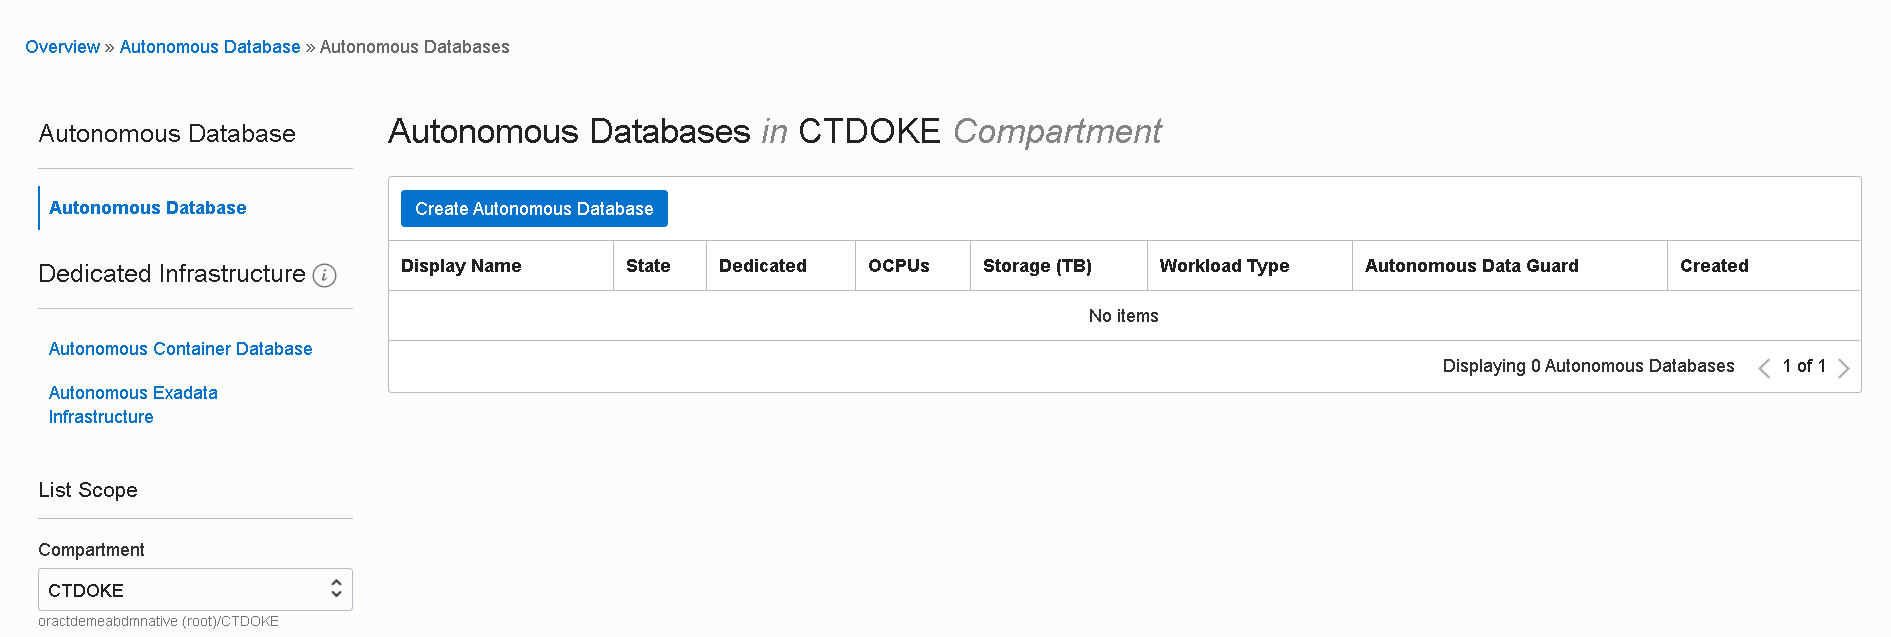 Overview » Autonomous Database » Autonomous Databases
Autonomous Database
Autonomous Database
Dedicated Infrastructure i
Autonomous Container Database
Autonomous Exadata
Infrastructure
List Scope
Compartment
CTDOKE
oractdemeabdmnative (root)/CTDOKE
Autonomous Databases in CTDOKE Compartment
Create Autonomous Database
Display Name State Dedicated OCPUs Storage (TB) Workload Type Autonomous Data Guard Created
No items
Displaying 0 Autonomous Databases 1 of 1